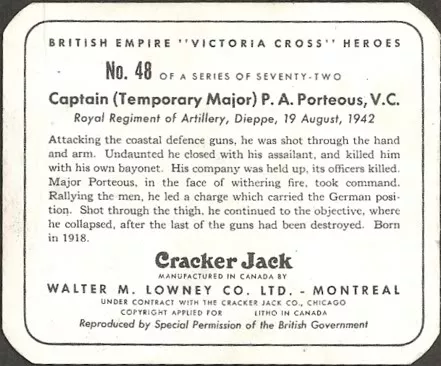 BRITISH EMPIRE "VICTORIA CROSS" HEROES
No. 48 OF A SERIES OF SEVENTY-TWO
Captain (Temporary Major) P. A. Porteous, V.C.
Royal Regiment of Artillery, Dieppe, 19 August, 1942
Attacking the coastal defence guns, he was shot through the hand
and arm. Undaunted he closed with his assailant, and killed him
with his own bayonet. His company was held up, its officers killed.
Major Porteous, in the face of withering fire, took command.
Rallying the men, he led a charge which carried the German posi-
tion. Shot through the thigh, he continued to the objective, where
he collapsed, after the last of the guns had been destroyed. Born
in 1918.
Cracker Jack
MANUFACTURED IN CANADA BY
WALTER M. LOWNEY CO. LTD. - MONTREAL
UNDER CONTRACT WITH THE CRACKER JACK CO., CHICAGO
COPYRIGHT APPLIED FOR LITHO IN CANADA
Reproduced by Special Permission of the British Government